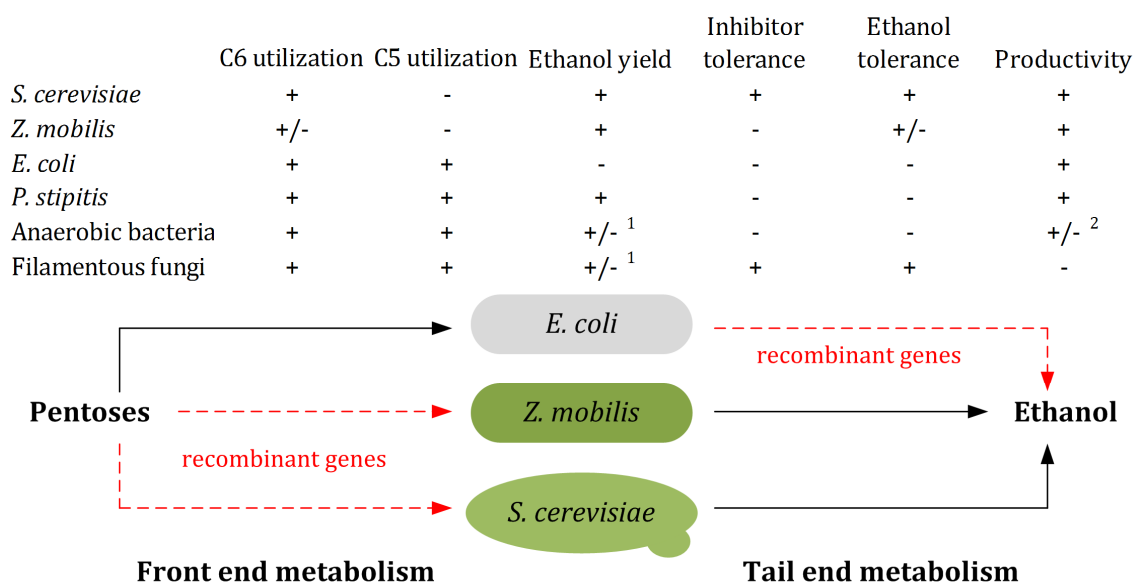 Inhibitor Ethanol
C6 utilization C5 utilization Ethanol yield tolerance tolerance Productivity
S. cerevisiae + - + + + +
Z. mobilis +/- - + - +/- +
E. coli + + - - - +
P. stipitis + + + - - +
Anaerobic bacteria + + +/- 1 - - +/- 2
Filamentous fungi + + +/- 1 + + -
E. coli
recombinant genes
Pentoses Z. mobilis Ethanol
recombinant genes
S. cerevisiae
Front end metabolism Tail end metabolism